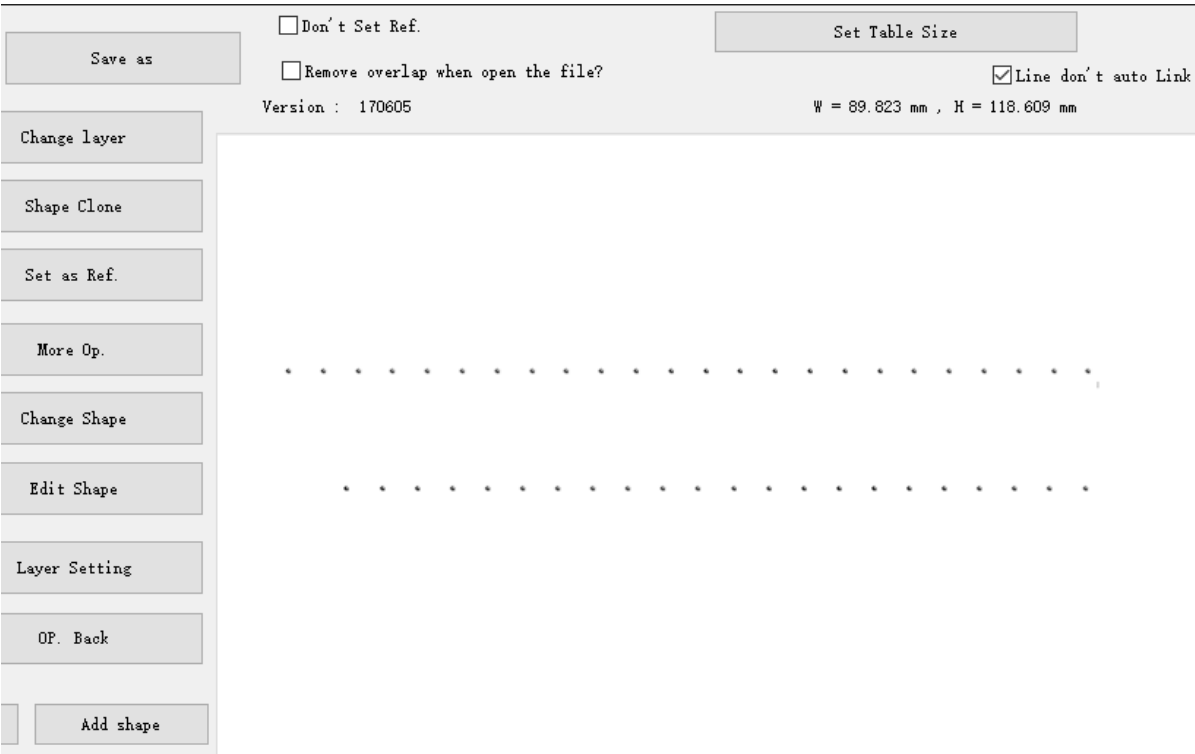 Don't Set Ref.
Set Table Size
Save as
Remove overlap when open the file?
Line don't auto Link
Version : 170605
W = 89.823 mm , H = 118.609 mm
Change layer
Shape Clone
Set as Ref.
More Op.
Change Shape
Edit Shape
Layer Setting
OP. Back
Add shape